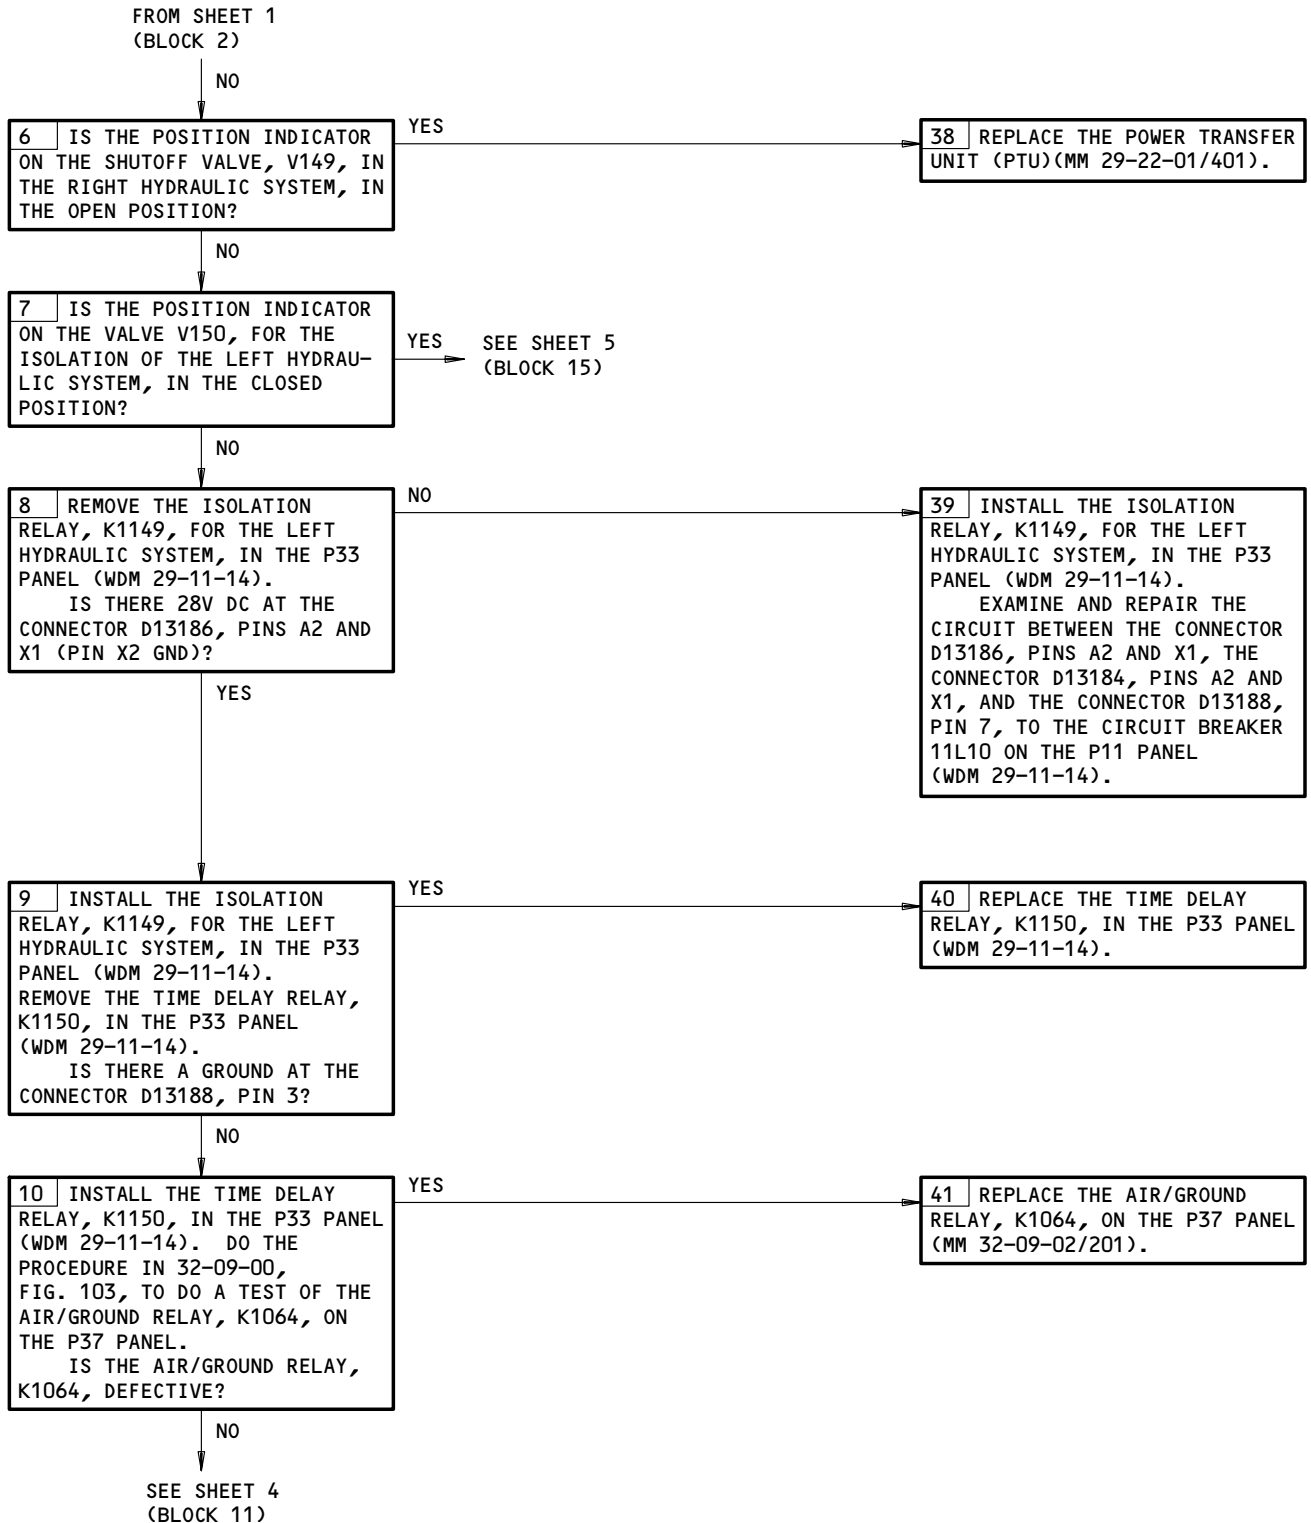 FROM SHEET 1
(BLOCK 2)
NO
6 IS THE POSITION INDICATOR
ON THE SHUTOFF VALVE, V149, IN
THE RIGHT HYDRAULIC SYSTEM, IN
THE OPEN POSITION?
YES
38 REPLACE THE POWER TRANSFER
UNIT (PTU)(MM 29-22-01/401).
NO
7 IS THE POSITION INDICATOR
ON THE VALVE V150, FOR THE
ISOLATION OF THE LEFT HYDRAU-
LIC SYSTEM, IN THE CLOSED
POSITION?
YES
SEE SHEET 5
(BLOCK 15)
NO
8 REMOVE THE ISOLATION
RELAY, K1149, FOR THE LEFT
HYDRAULIC SYSTEM, IN THE P33
PANEL (WDM 29-11-14).
IS THERE 28V DC AT THE
CONNECTOR D13186, PINS A2 AND
X1 (PIN X2 GND)?
NO
39 INSTALL THE ISOLATION
RELAY, K1149, FOR THE LEFT
HYDRAULIC SYSTEM, IN THE P33
PANEL (WDM 29-11-14).
EXAMINE AND REPAIR THE
CIRCUIT BETWEEN THE CONNECTOR
D13186, PINS A2 AND X1, THE
CONNECTOR D13184, PINS A2 AND
X1, AND THE CONNECTOR D13188,
PIN 7, TO THE CIRCUIT BREAKER
11L10 ON THE P11 PANEL
(WDM 29-11-14).
YES
9 INSTALL THE ISOLATION
RELAY, K1149, FOR THE LEFT
HYDRAULIC SYSTEM, IN THE P33
PANEL (WDM 29-11-14).
REMOVE THE TIME DELAY RELAY,
K1150, IN THE P33 PANEL
(WDM 29-11-14).
IS THERE A GROUND AT THE
CONNECTOR D13188, PIN 3?
YES
40 REPLACE THE TIME DELAY
RELAY, K1150, IN THE P33 PANEL
(WDM 29-11-14).
NO
10 INSTALL THE TIME DELAY
RELAY, K1150, IN THE P33 PANEL
(WDM 29-11-14). DO THE
PROCEDURE IN 32-09-00,
FIG. 103, TO DO A TEST OF THE
AIR/GROUND RELAY, K1064, ON
THE P37 PANEL.
IS THE AIR/GROUND RELAY,
K1064, DEFECTIVE?
YES
41 REPLACE THE AIR/GROUND
RELAY, K1064, ON THE P37 PANEL
(MM 32-09-02/201).
NO
SEE SHEET 4
(BLOCK 11)